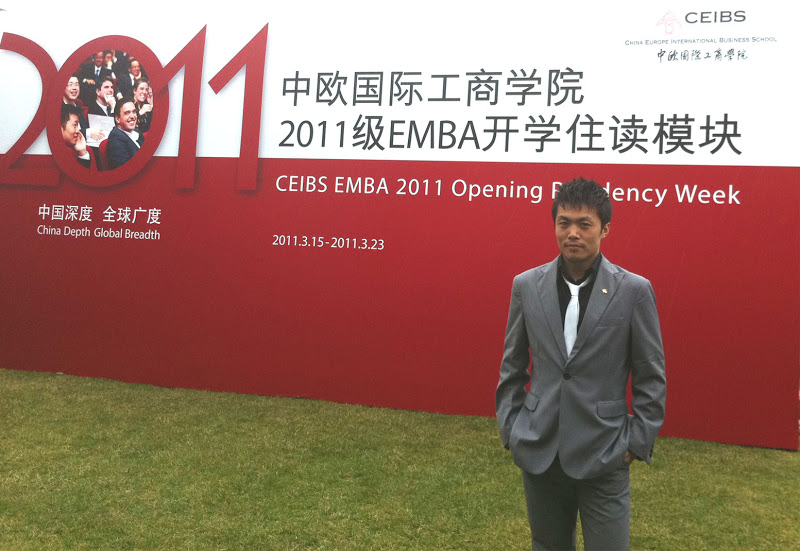 CEIBS
CHINA EUROPE INTERNATIONAL BUSINESS SCHOOL
中欧国际工商学院
2011
中欧国际工商学院
2011级EMBA开学住读模块
CEIBS EMBA 2011 Opening Week
中国深度 全球广度
China Depth Global Breadth
2011.3.15-2011.3.23